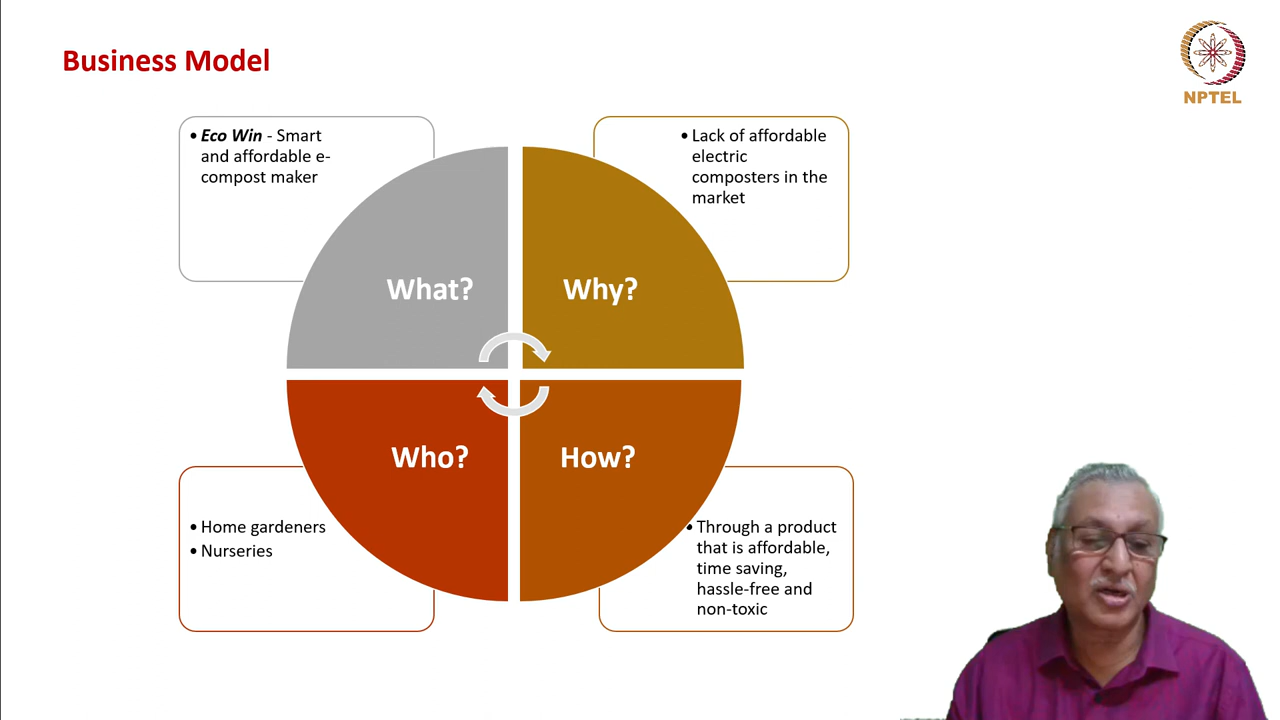 Business Model
NPTEL
• Eco Win - Smart
and affordable e-
compost maker
• Lack of affordable
electric
composters in the
market
What?
Why?
Who?
How?
• Home gardeners
• Nurseries
• Through a product
that is affordable,
time saving,
hassle-free and
non-toxic